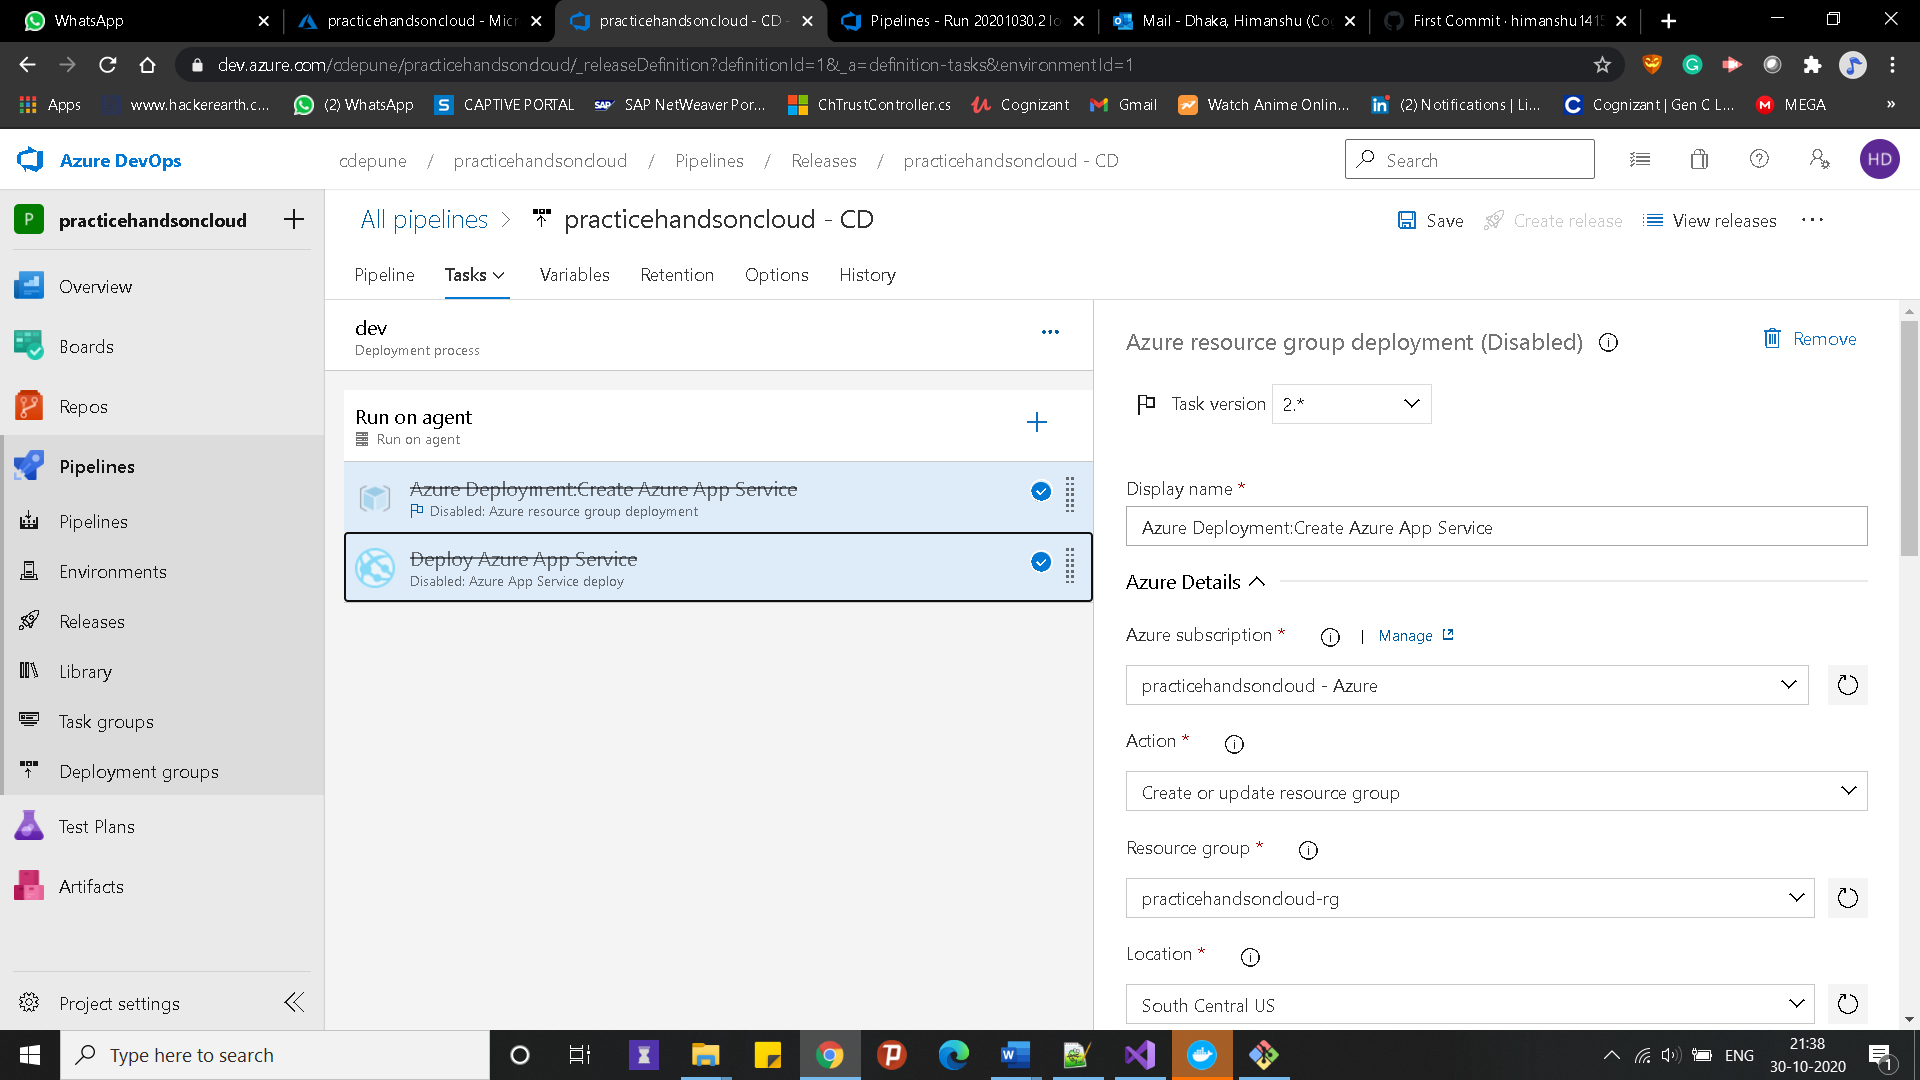 WhatsApp
practicehandsoncloud - Micr
practicehandsoncloud - CD -
Pipelines - Run 20201030.2 lo
Mail - Dhaka, Himanshu (Co
First Commit · himanshu1415
dev.azure.com/cdepune/practicehandsoncloud/_releaseDefinition?definitionId=1&_a=definition-tasks&environmentId=1
Apps
www.hackerearth.c...
(2) WhatsApp
CAPTIVE PORTAL
SAP NetWeaver Por...
ChTrustController.cs
Cognizant
Gmail
Watch Anime Onlin...
(2) Notifications | Li...
Cognizant | Gen C L...
MEGA
»
Azure DevOps
cdepune / practicehandsoncloud / Pipelines / Releases / practicehandsoncloud - CD
Search
HD
P
practicehandsoncloud
All pipelines > practicehandsoncloud - CD
Save
Create release
View releases
Pipeline
Tasks
Variables
Retention
Options
History
Overview
Boards
Repos
Pipelines
Pipelines
Environments
Releases
Library
Task groups
Deployment groups
Test Plans
Artifacts
Project settings
dev
Deployment process
Run on agent
Run on agent
Azure Deployment:Create Azure App Service
Disabled: Azure resource group deployment
Deploy Azure App Service
Disabled: Azure App Service deploy
Azure resource group deployment (Disabled)
Remove
Task version 2.*
Display name *
Azure Deployment:Create Azure App Service
Azure Details
Azure subscription * | Manage
practicehandsoncloud - Azure
Action *
Create or update resource group
Resource group *
practicehandsoncloud-rg
Location *
South Central US
Type here to search
ENG
21:38
30-10-2020
1